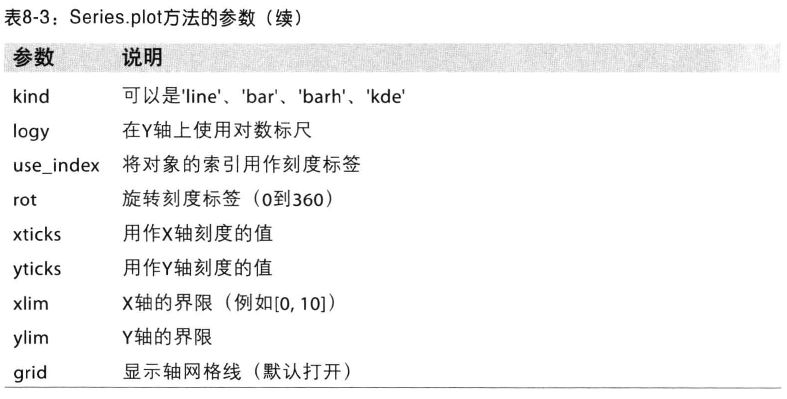 表8-3：Series.plot方法的参数（续）
参数 说明
kind 可以是'line'、'bar'、'barh'、'kde'
logy 在Y轴上使用对数标尺
use_index 将对象的索引用作刻度标签
rot 旋转刻度标签（0到360）
xticks 用作X轴刻度的值
yticks 用作Y轴刻度的值
xlim X轴的界限（例如[0, 10]）
ylim Y轴的界限
grid 显示轴网格线（默认打开）